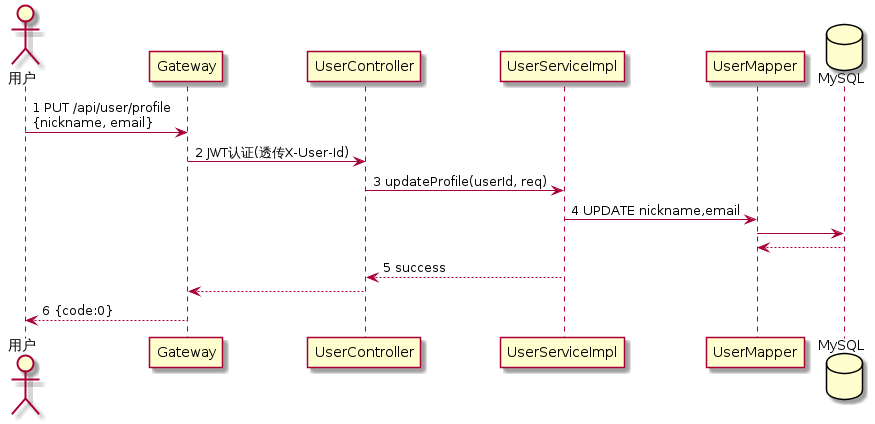 用户
Gateway
UserController
UserServiceImpl
UserMapper
MySQL
1 PUT /api/user/profile
{nickname, email}
2 JWT认证(透传X-User-Id)
3 updateProfile(userId, req)
4 UPDATE nickname,email
5 success
6 {code:0}
用户
Gateway
UserController
UserServiceImpl
UserMapper
MySQL